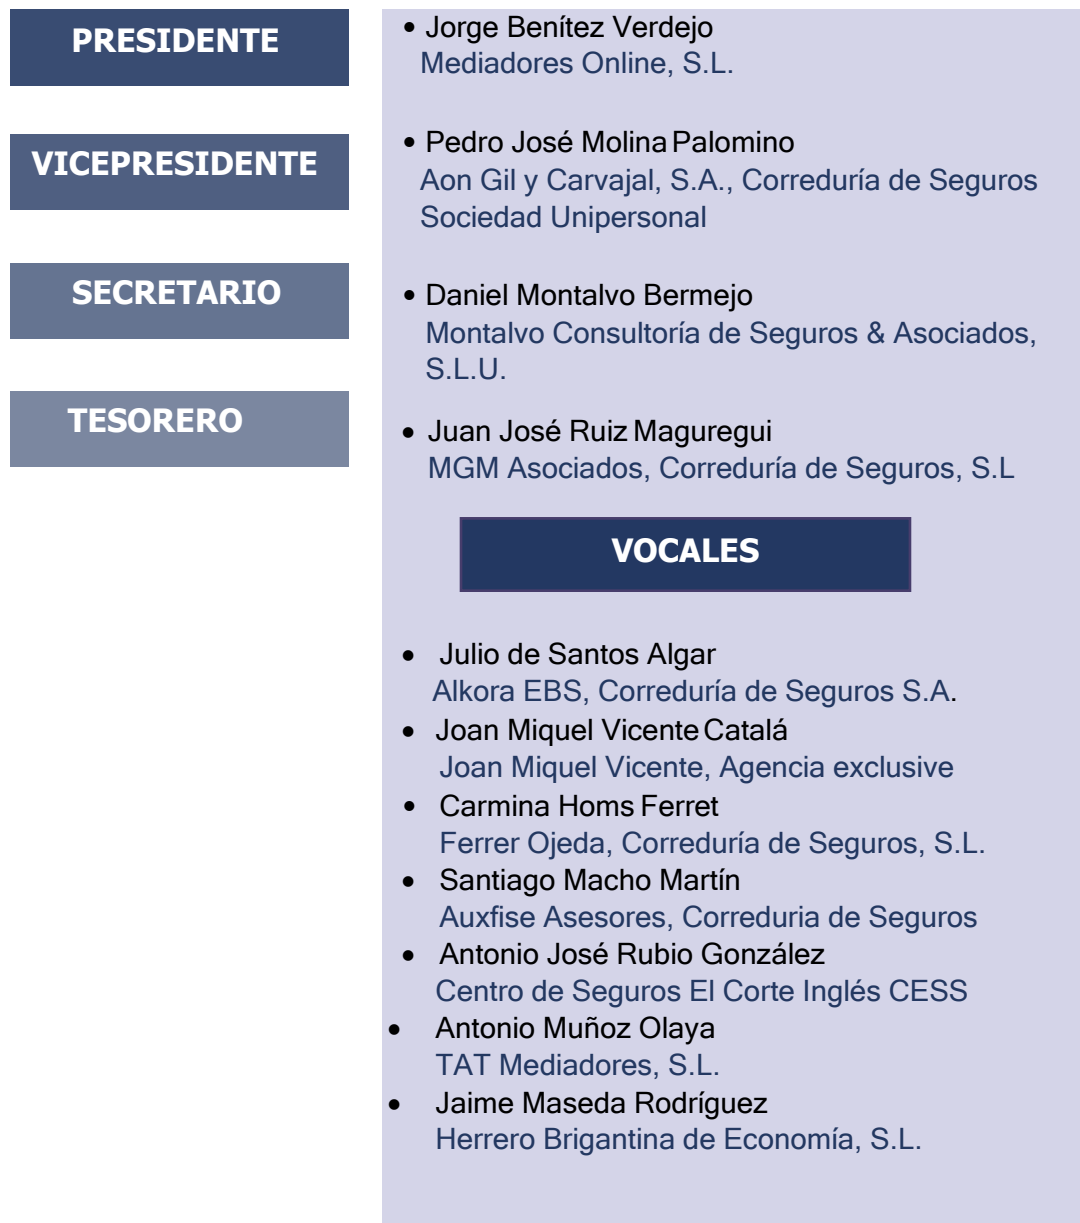 PRESIDENTE
• Jorge Benítez Verdejo
Mediadores Online, S.L.
VICEPRESIDENTE
• Pedro José Molina Palomino
Aon Gil y Carvajal, S.A., Correduría de Seguros
Sociedad Unipersonal
SECRETARIO
• Daniel Montalvo Bermejo
Montalvo Consultoría de Seguros & Asociados,
S.L.U.
TESORERO
• Juan José Ruiz Maguregui
MGM Asociados, Correduría de Seguros, S.L
VOCALES
• Julio de Santos Algar
Alkora EBS, Correduría de Seguros S.A.
• Joan Miquel Vicente Catalá
Joan Miquel Vicente, Agencia exclusive
• Carmina Homs Ferret
Ferrer Ojeda, Correduría de Seguros, S.L.
• Santiago Macho Martín
Auxfise Asesores, Correduria de Seguros
• Antonio José Rubio González
Centro de Seguros El Corte Inglés CESS
• Antonio Muñoz Olaya
TAT Mediadores, S.L.
• Jaime Maseda Rodríguez
Herrero Brigantina de Economía, S.L.